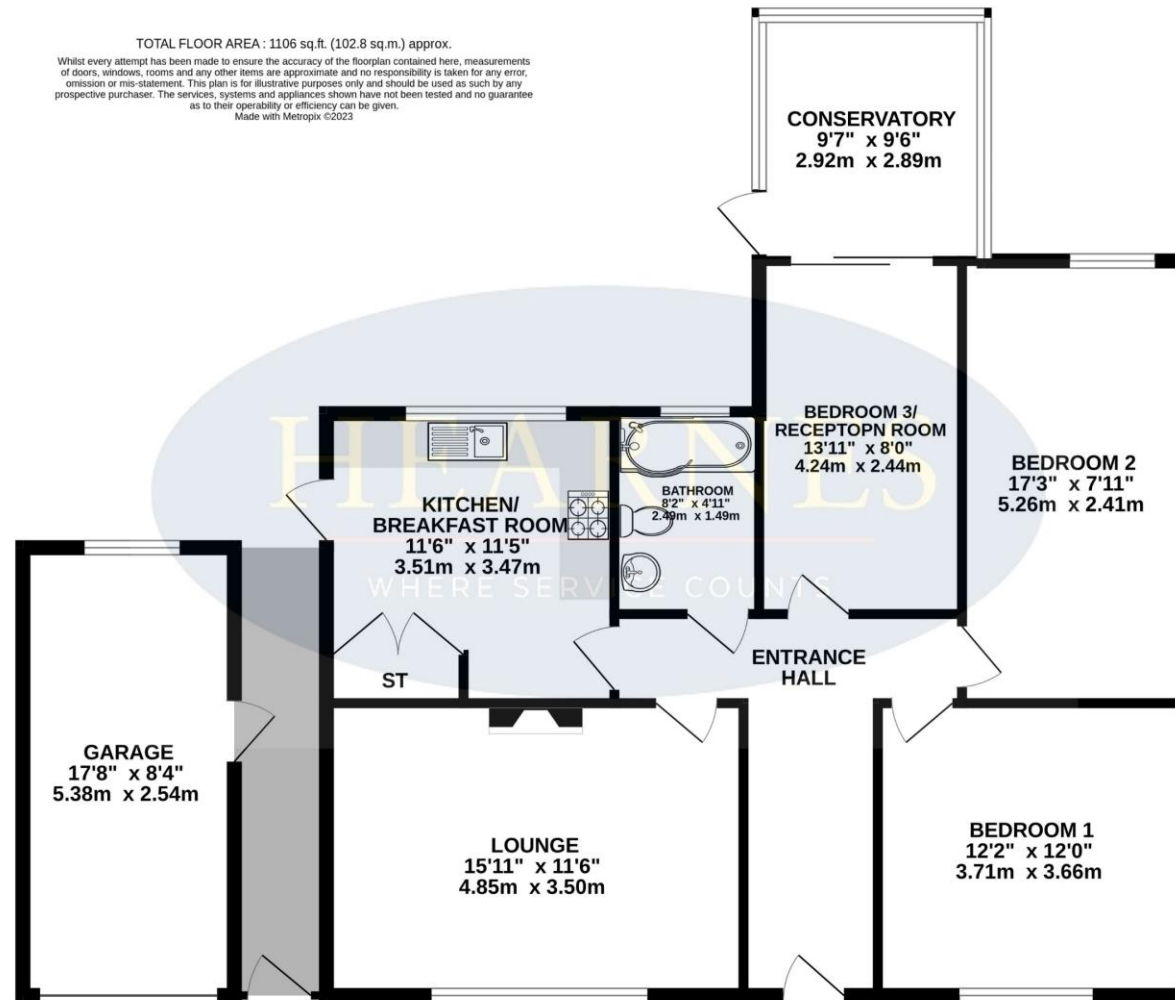 TOTAL FLOOR AREA : 1106 sq.ft. (102.8 sq.m.) approx.
Whilst every attempt has been made to ensure the accuracy of the floorplan contained here, measurements
of doors, windows, rooms and any other items are approximate and no responsibility is taken for any error,
omission or mis-statement. This plan is for illustrative purposes only and should be used as such by any
prospective purchaser. The services, systems and appliances shown have not been tested and no guarantee
as to their operability or efficiency can be given.
Made with Metropix ©2023
CONSERVATORY
9'7" x 9'6"
2.92m x 2.89m
BEDROOM 3/
RECEPTOPN ROOM
13'11" x 8'0"
4.24m x 2.44m
BEDROOM 2
17'3" x 7'11"
5.26m x 2.41m
HEARNES
WHERE SERVICE COUNTS
KITCHEN/
BREAKFAST ROOM
11'6" x 11'5"
3.51m x 3.47m
BATHROOM
8'2" x 4'11"
2.49m x 1.49m
ST
ENTRANCE
HALL
GARAGE
17'8" x 8'4"
5.38m x 2.54m
LOUNGE
15'11" x 11'6"
4.85m x 3.50m
BEDROOM 1
12'2" x 12'0"
3.71m x 3.66m